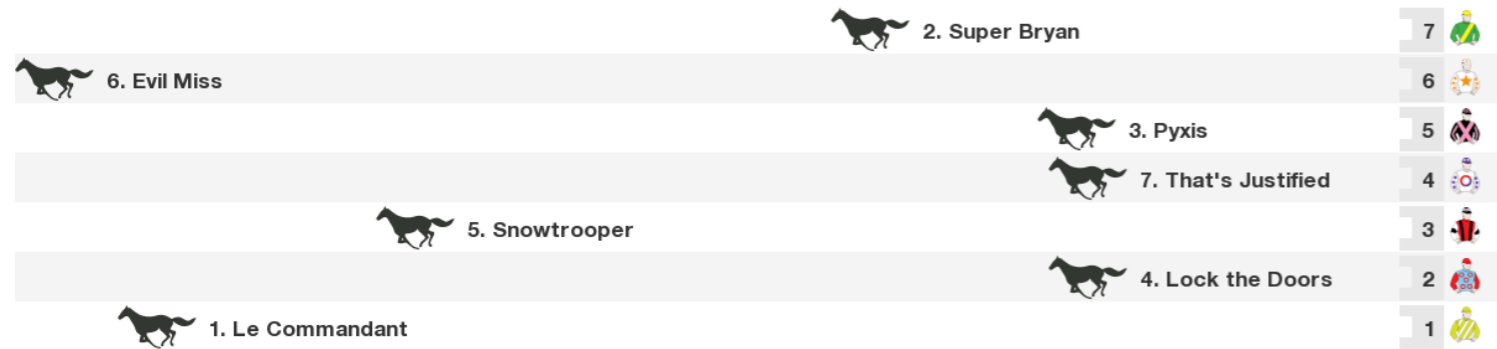 2. Super Bryan 7
6. Evil Miss 6
3. Pyxis 5
7. That's Justified 4
5. Snowtrooper 3
4. Lock the Doors 2
1. Le Commandant 1